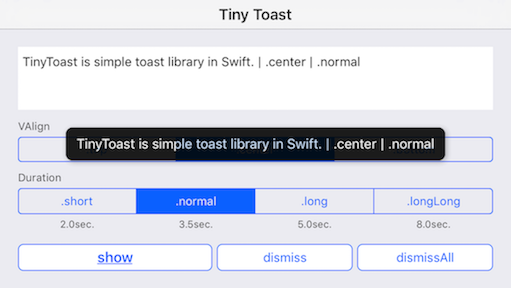 Tiny Toast
TinyToast is simple toast library in Swift. | .center | .normal
VAlign
TinyToast is simple toast library in Swift. | .center | .normal
Duration
.short .normal .long .longLong
2.0sec. 3.5sec. 5.0sec. 8.0sec.
show dismiss dismissAll